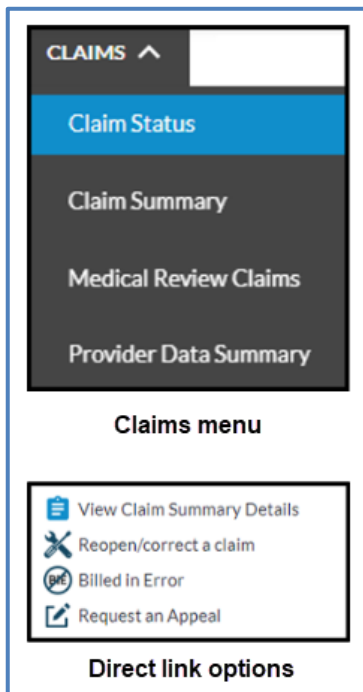 CLAIMS
Claim Status
Claim Summary
Medical Review Claims
Provider Data Summary
Claims menu
View Claim Summary Details
Reopen/correct a claim
BIE Billed in Error
Request an Appeal
Direct link options